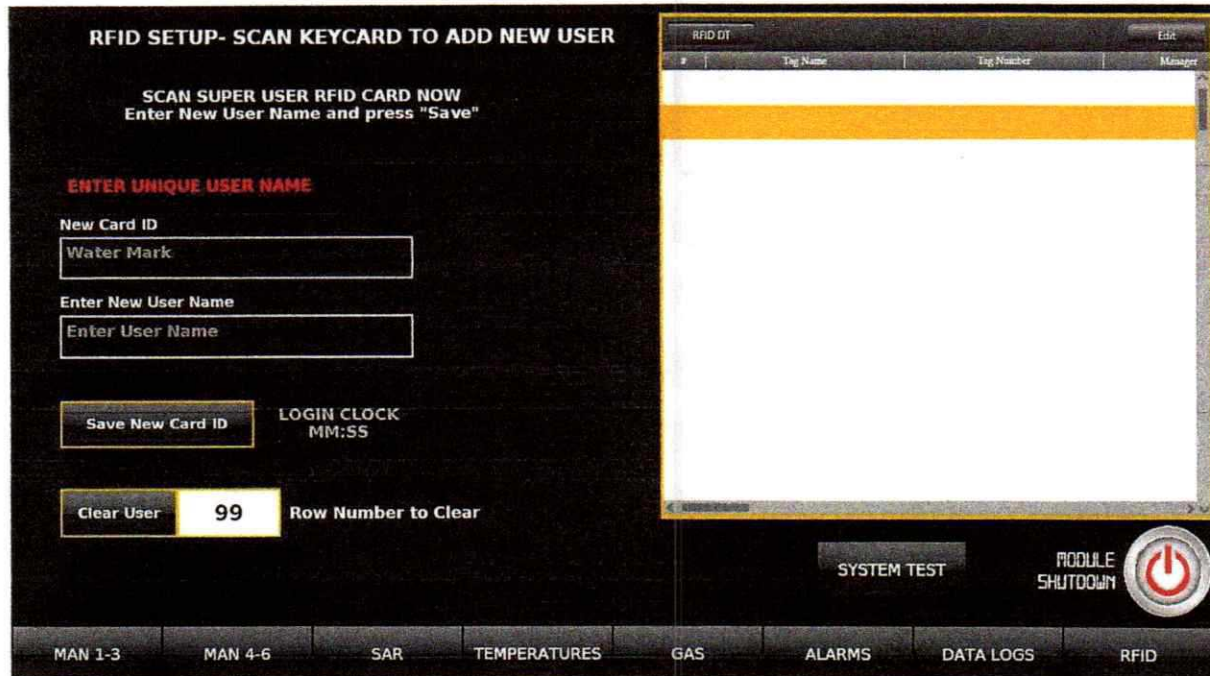 RFID SETUP- SCAN KEYCARD TO ADD NEW USER
SCAN SUPER USER RFID CARD NOW
Enter New User Name and press "Save"
ENTER UNIQUE USER NAME
New Card ID
Water Mark
Enter New User Name
Enter User Name
Save New Card ID
LOGIN CLOCK
MM:SS
Clear User
99
Row Number to Clear
RFID DT
Edit
# Tag Name Tag Number Manager
SYSTEM TEST
MODULE
SHUTDOWN
MAN 1-3 MAN 4-6 SAR TEMPERATURES GAS ALARMS DATA LOGS RFID